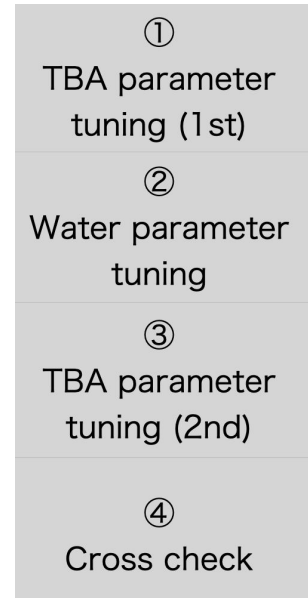 ①
TBA parameter
tuning (1st)
②
Water parameter
tuning
③
TBA parameter
tuning (2nd)
④
Cross check